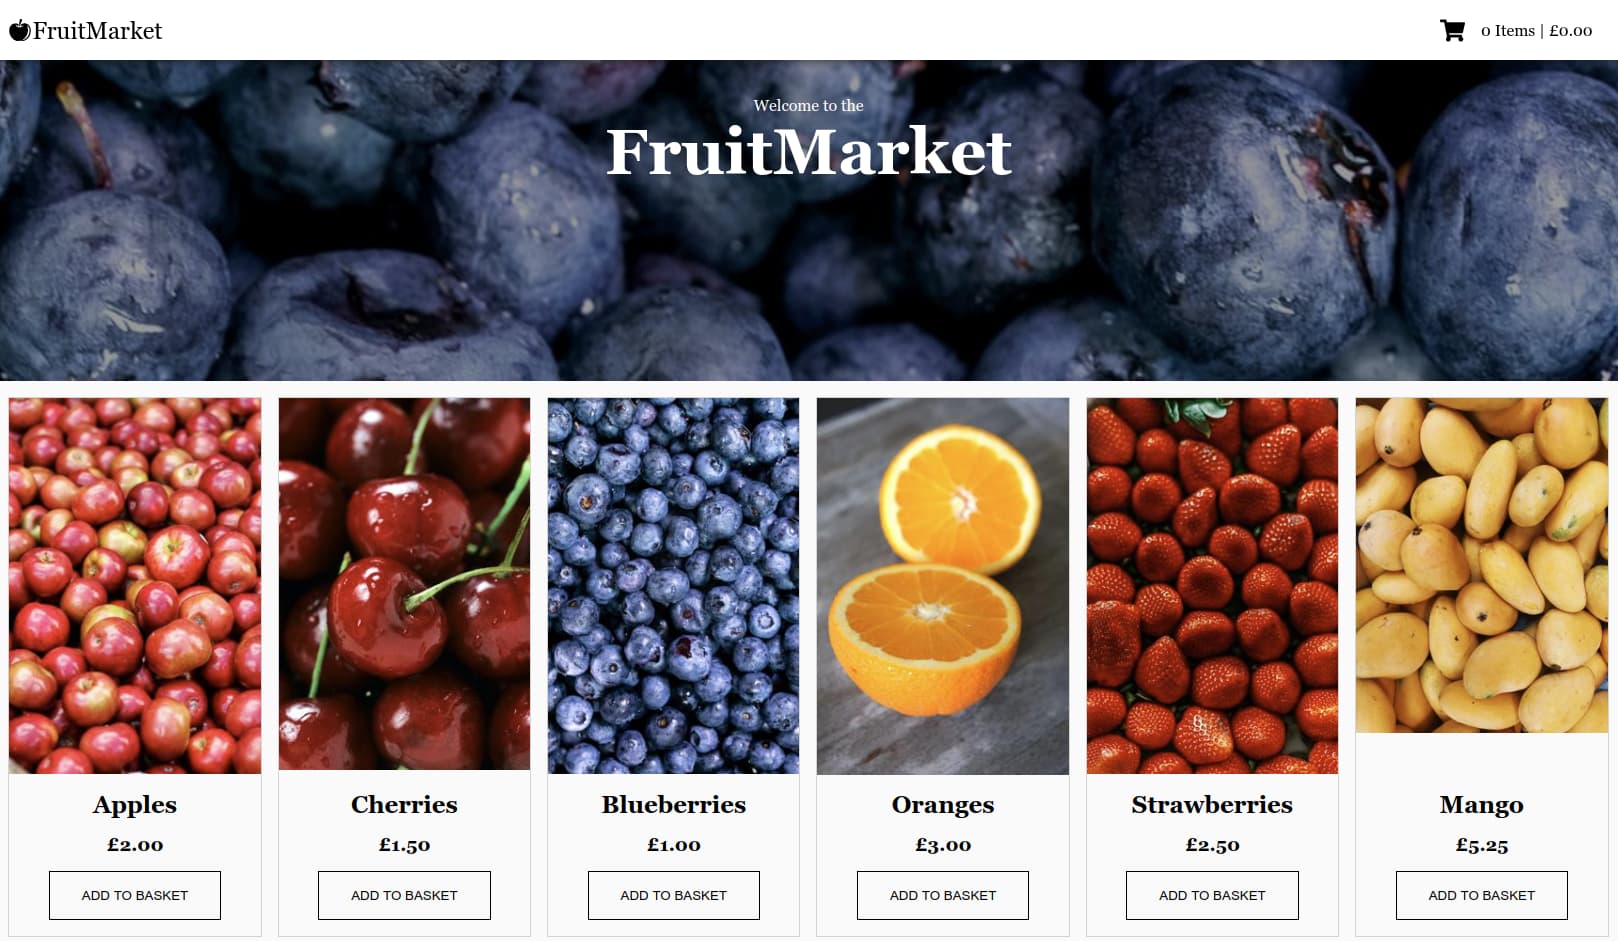 FruitMarket
0 Items | £0.00
Welcome to the
FruitMarket
Apples
£2.00
ADD TO BASKET
Cherries
£1.50
ADD TO BASKET
Blueberries
£1.00
ADD TO BASKET
Oranges
£3.00
ADD TO BASKET
Strawberries
£2.50
ADD TO BASKET
Mango
£5.25
ADD TO BASKET